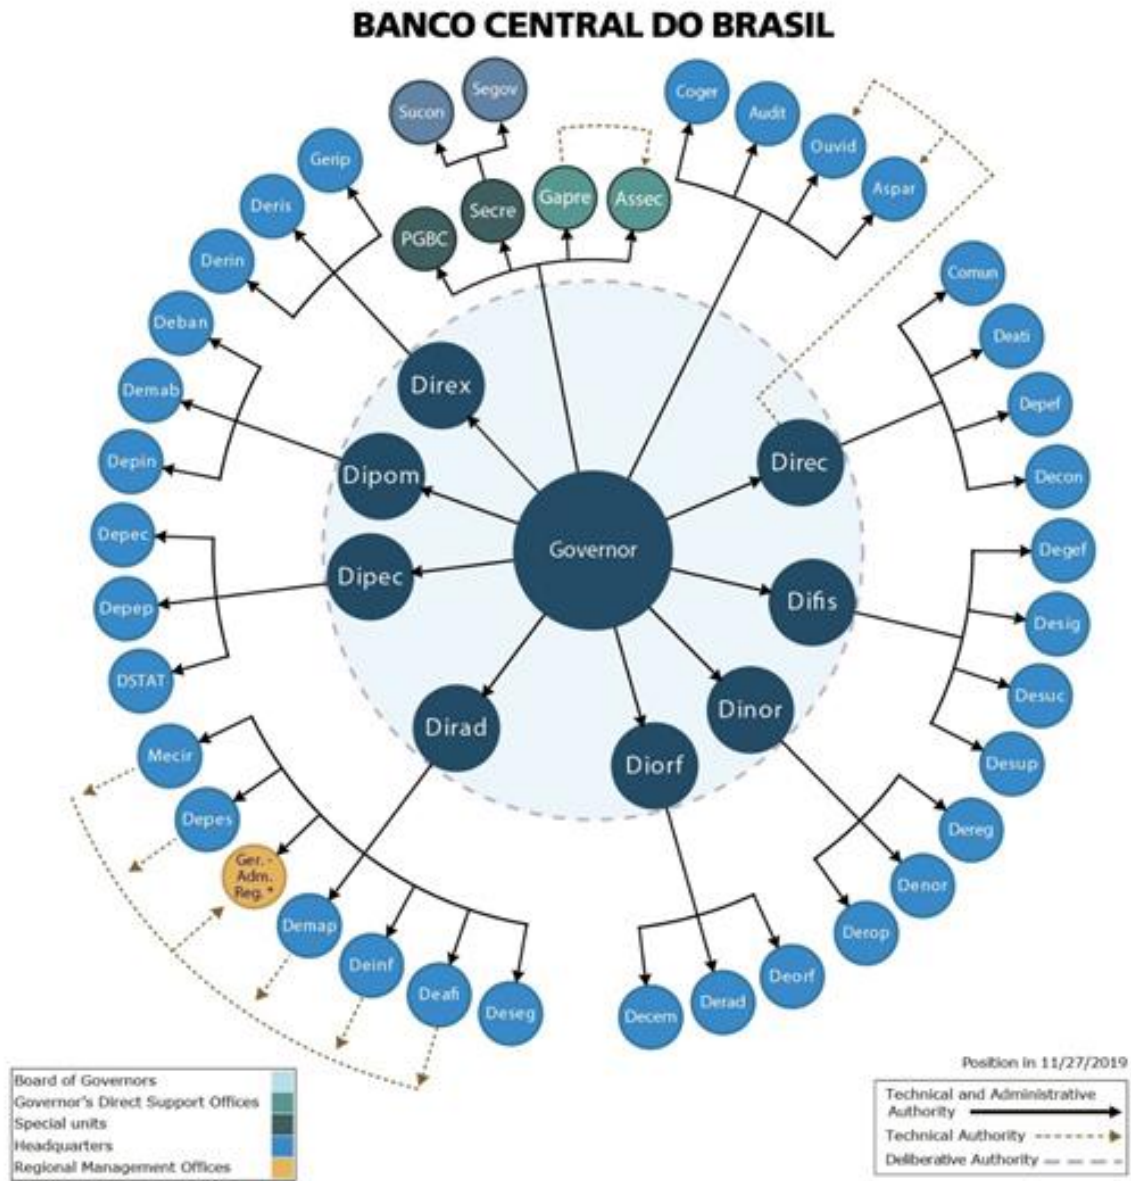 BANCO CENTRAL DO BRASIL
Segov
Sucon
Coger
Audit
Ouvid
Aspar
Gerip
Deris
Derin
Secre
Gapre
Assec
PGBC
Deban
Demab
Depin
Comun
Deati
Depef
Decon
Direx
Dipom
Direc
Governor
Dipec
Difis
Dirad
Diorf
Dinor
Depec
Depep
DSTAT
Degef
Desig
Desuc
Desup
Mecir
Depes
Ger. -
Adm.
Reg. *
Demap
Deinf
Deafi
Deseg
Dereg
Denor
Derop
Deorf
Derad
Decem
Board of Governors
Governor's Direct Support Offices
Special units
Headquarters
Regional Management Offices
Position in 11/27/2019
Technical and Administrative
Authority
Technical Authority
Deliberative Authority